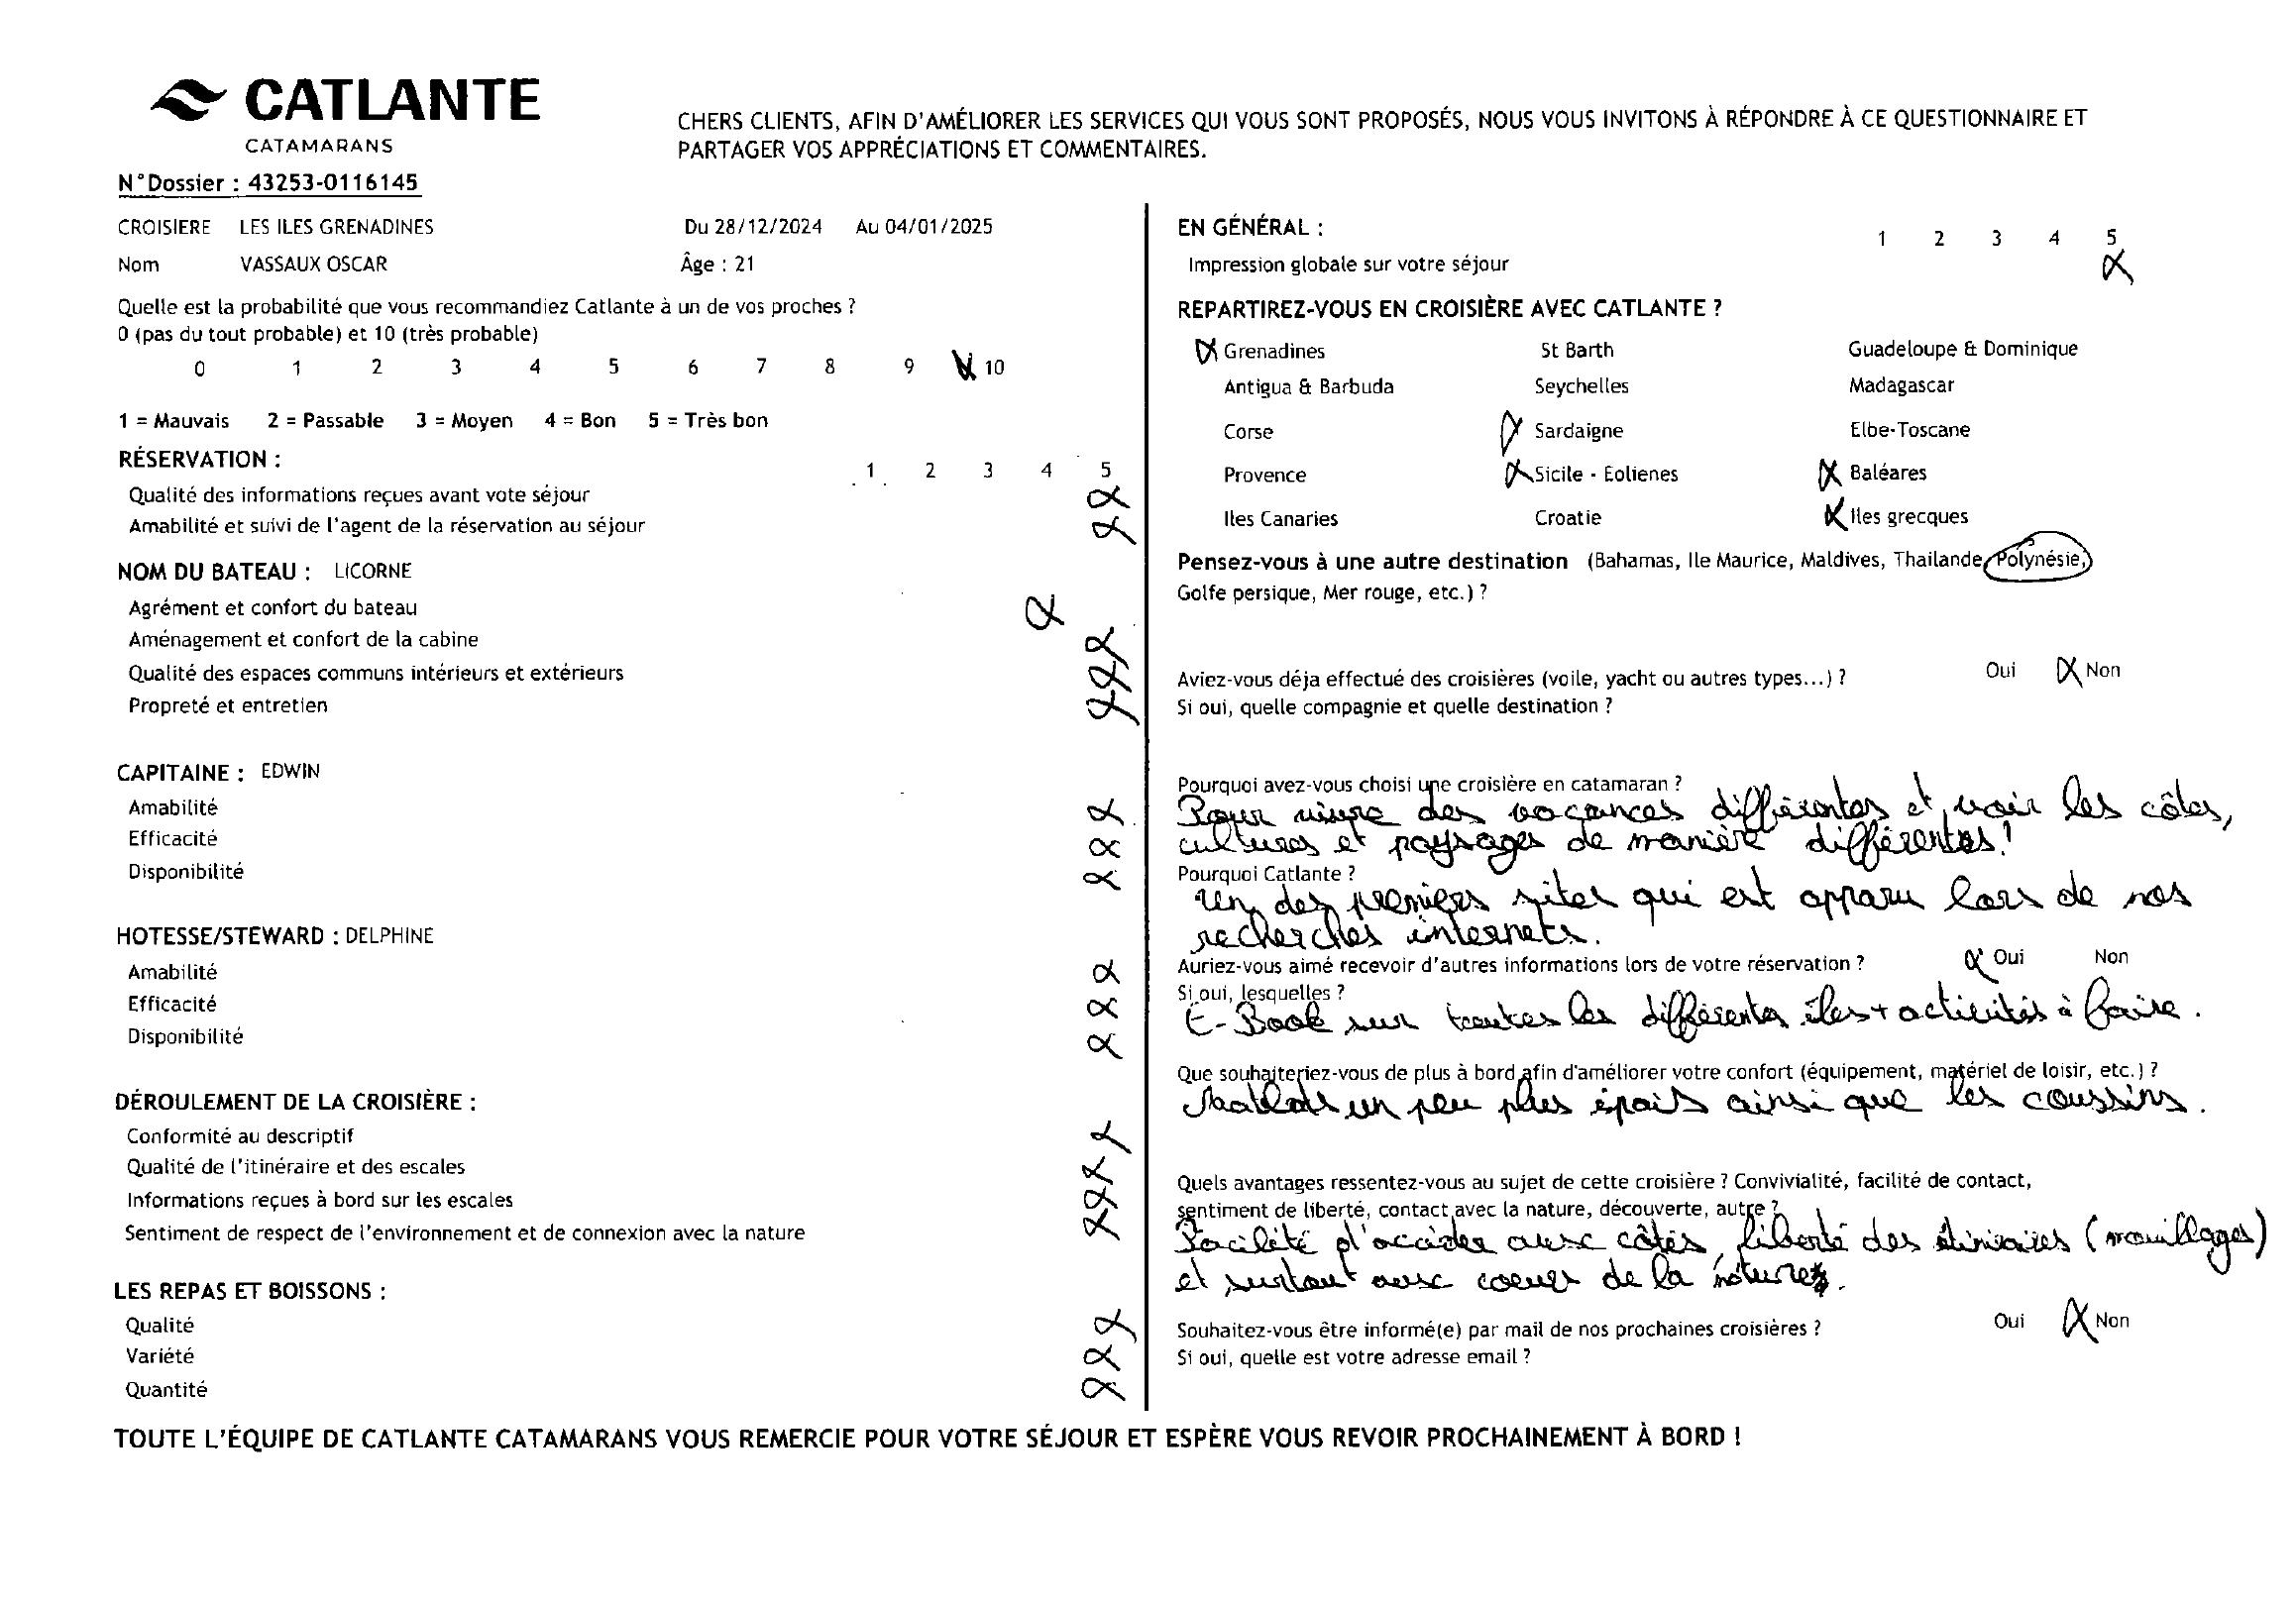 CATLANTE
CATAMARANS
CHERS CLIENTS, AFIN D'AMÉLIORER LES SERVICES QUI VOUS SONT PROPOSÉS, NOUS VOUS INVITONS À RÉPONDRE À CE QUESTIONNAIRE ET
PARTAGER VOS APPRÉCIATIONS ET COMMENTAIRES.
N°Dossier : 43253-0116145
CROISIERE LES ILES GRENADINES Du 28/12/2024 Au 04/01/2025
Nom VASSAUX OSCAR Âge : 21
Quelle est la probabilité que vous recommandiez Catlante à un de vos proches ?
0 (pas du tout probable) et 10 (très probable)
0 1 2 3 4 5 6 7 8 9 X 10
1 = Mauvais 2 = Passable 3 = Moyen 4 = Bon 5 = Très bon
RÉSERVATION :
1 2 3 4 5
Qualité des informations reçues avant vote séjour X
Amabilité et suivi de l'agent de la réservation au séjour X
NOM DU BATEAU : LICORNE
Agrément et confort du bateau X
Aménagement et confort de la cabine X
Qualité des espaces communs intérieurs et extérieurs X
Propreté et entretien X
CAPITAINE : EDWIN
Amabilité X
Efficacité X
Disponibilité X
HOTESSE/STEWARD : DELPHINE
Amabilité X
Efficacité X
Disponibilité X
DÉROULEMENT DE LA CROISIÈRE :
Conformité au descriptif X
Qualité de l'itinéraire et des escales X
Informations reçues à bord sur les escales X
Sentiment de respect de l'environnement et de connexion avec la nature X
LES REPAS ET BOISSONS :
Qualité X
Variété X
Quantité X
EN GÉNÉRAL :
1 2 3 4 5
Impression globale sur votre séjour X
REPARTIREZ-VOUS EN CROISIÈRE AVEC CATLANTE ?
X Grenadines St Barth Guadeloupe & Dominique
Antigua & Barbuda Seychelles Madagascar
Corse X Sardaigne Elbe-Toscane
Provence X Sicile - Eolienes X Baléares
Iles Canaries Croatie X Iles grecques
Pensez-vous à une autre destination (Bahamas, Ile Maurice, Maldives, Thailande, Polynésie,
Golfe persique, Mer rouge, etc.) ?
Aviez-vous déja effectué des croisières (voile, yacht ou autres types...) ? Oui X Non
Si oui, quelle compagnie et quelle destination ?
Pourquoi avez-vous choisi une croisière en catamaran ?
Pour vivre des vacances différentes et voir les côtes,
cultures et paysages de manière différentes!
Pourquoi Catlante ?
Un des premiers sites qui est apparu lors de nos
recherches internets.
Auriez-vous aimé recevoir d'autres informations lors de votre réservation ? X Oui Non
Si oui, lesquelles ?
E-Book sur toutes les différentes îles + activités à faire.
Que souhaiteriez-vous de plus à bord afin d'améliorer votre confort (équipement, matériel de loisir, etc.) ?
un peu plus épais ainsi que les coussins.
Quels avantages ressentez-vous au sujet de cette croisière ? Convivialité, facilité de contact,
sentiment de liberté, contact avec la nature, découverte, autre ?
Facilité d'accéder aux côtes, liberté des (mouillages)
et surtout aux coeur de la nature.
Souhaitez-vous être informé(e) par mail de nos prochaines croisières ? Oui X Non
Si oui, quelle est votre adresse email ?
TOUTE L'ÉQUIPE DE CATLANTE CATAMARANS VOUS REMERCIE POUR VOTRE SÉJOUR ET ESPÈRE VOUS REVOIR PROCHAINEMENT À BORD !